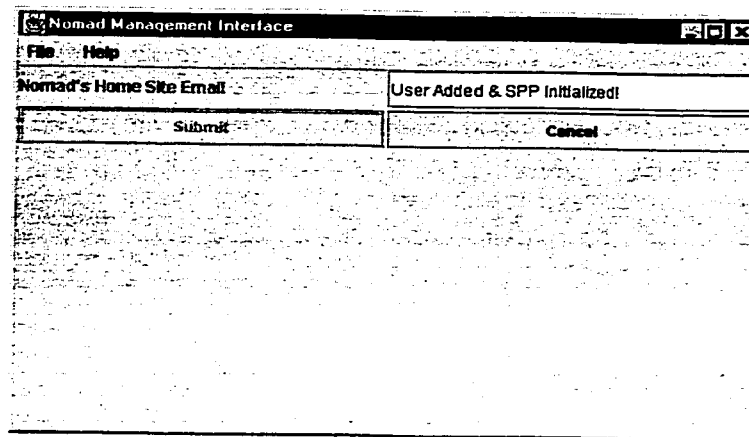 Nomad Management Interface
File Help
Nomad's Home Site Email: User Added & SPP Initialized!
Submit Cancel